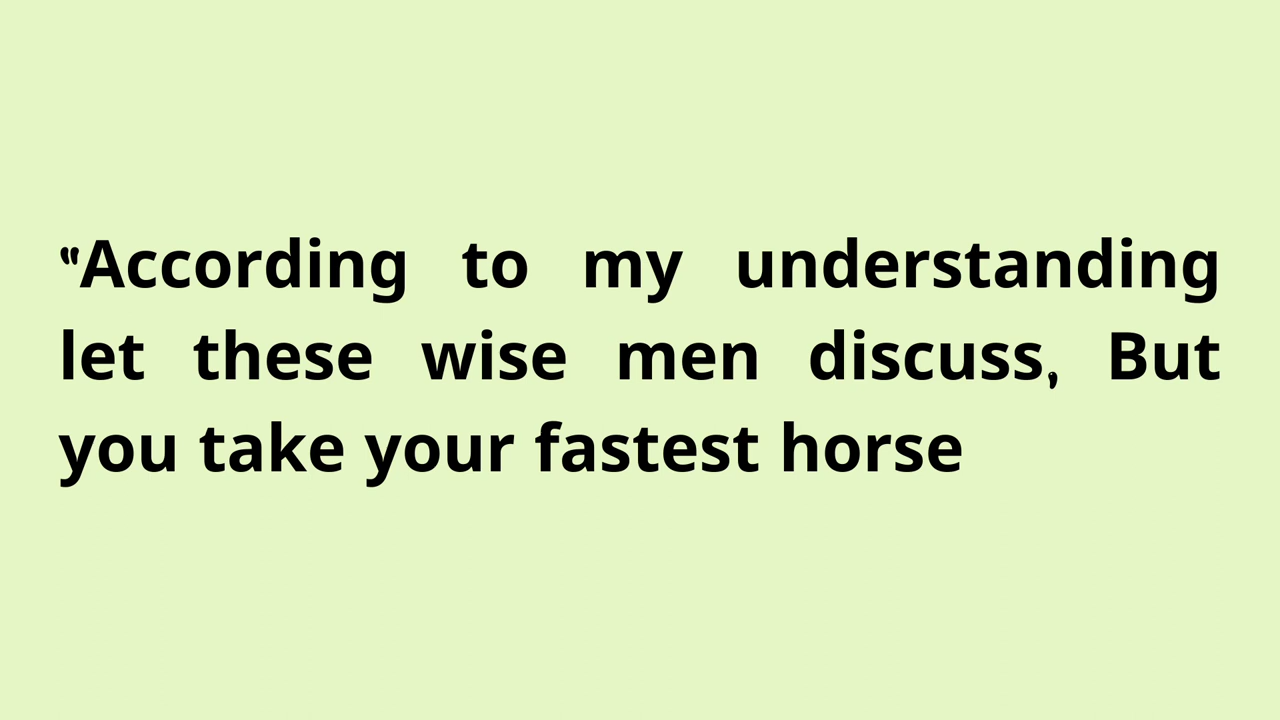 “According to my understanding
let these wise men discuss, But
you take your fastest horse